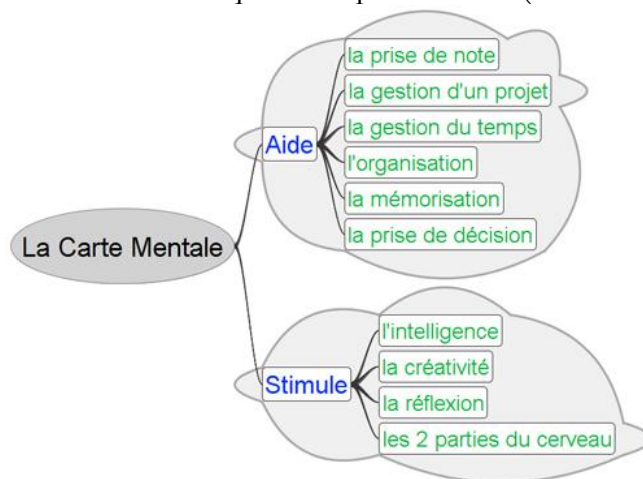 la prise de note
la gestion d'un projet
la gestion du temps
Aide
l'organisation
la mémorisation
la prise de décision
La Carte Mentale
l'intelligence
la créativité
Stimule
la réflexion
les 2 parties du cerveau